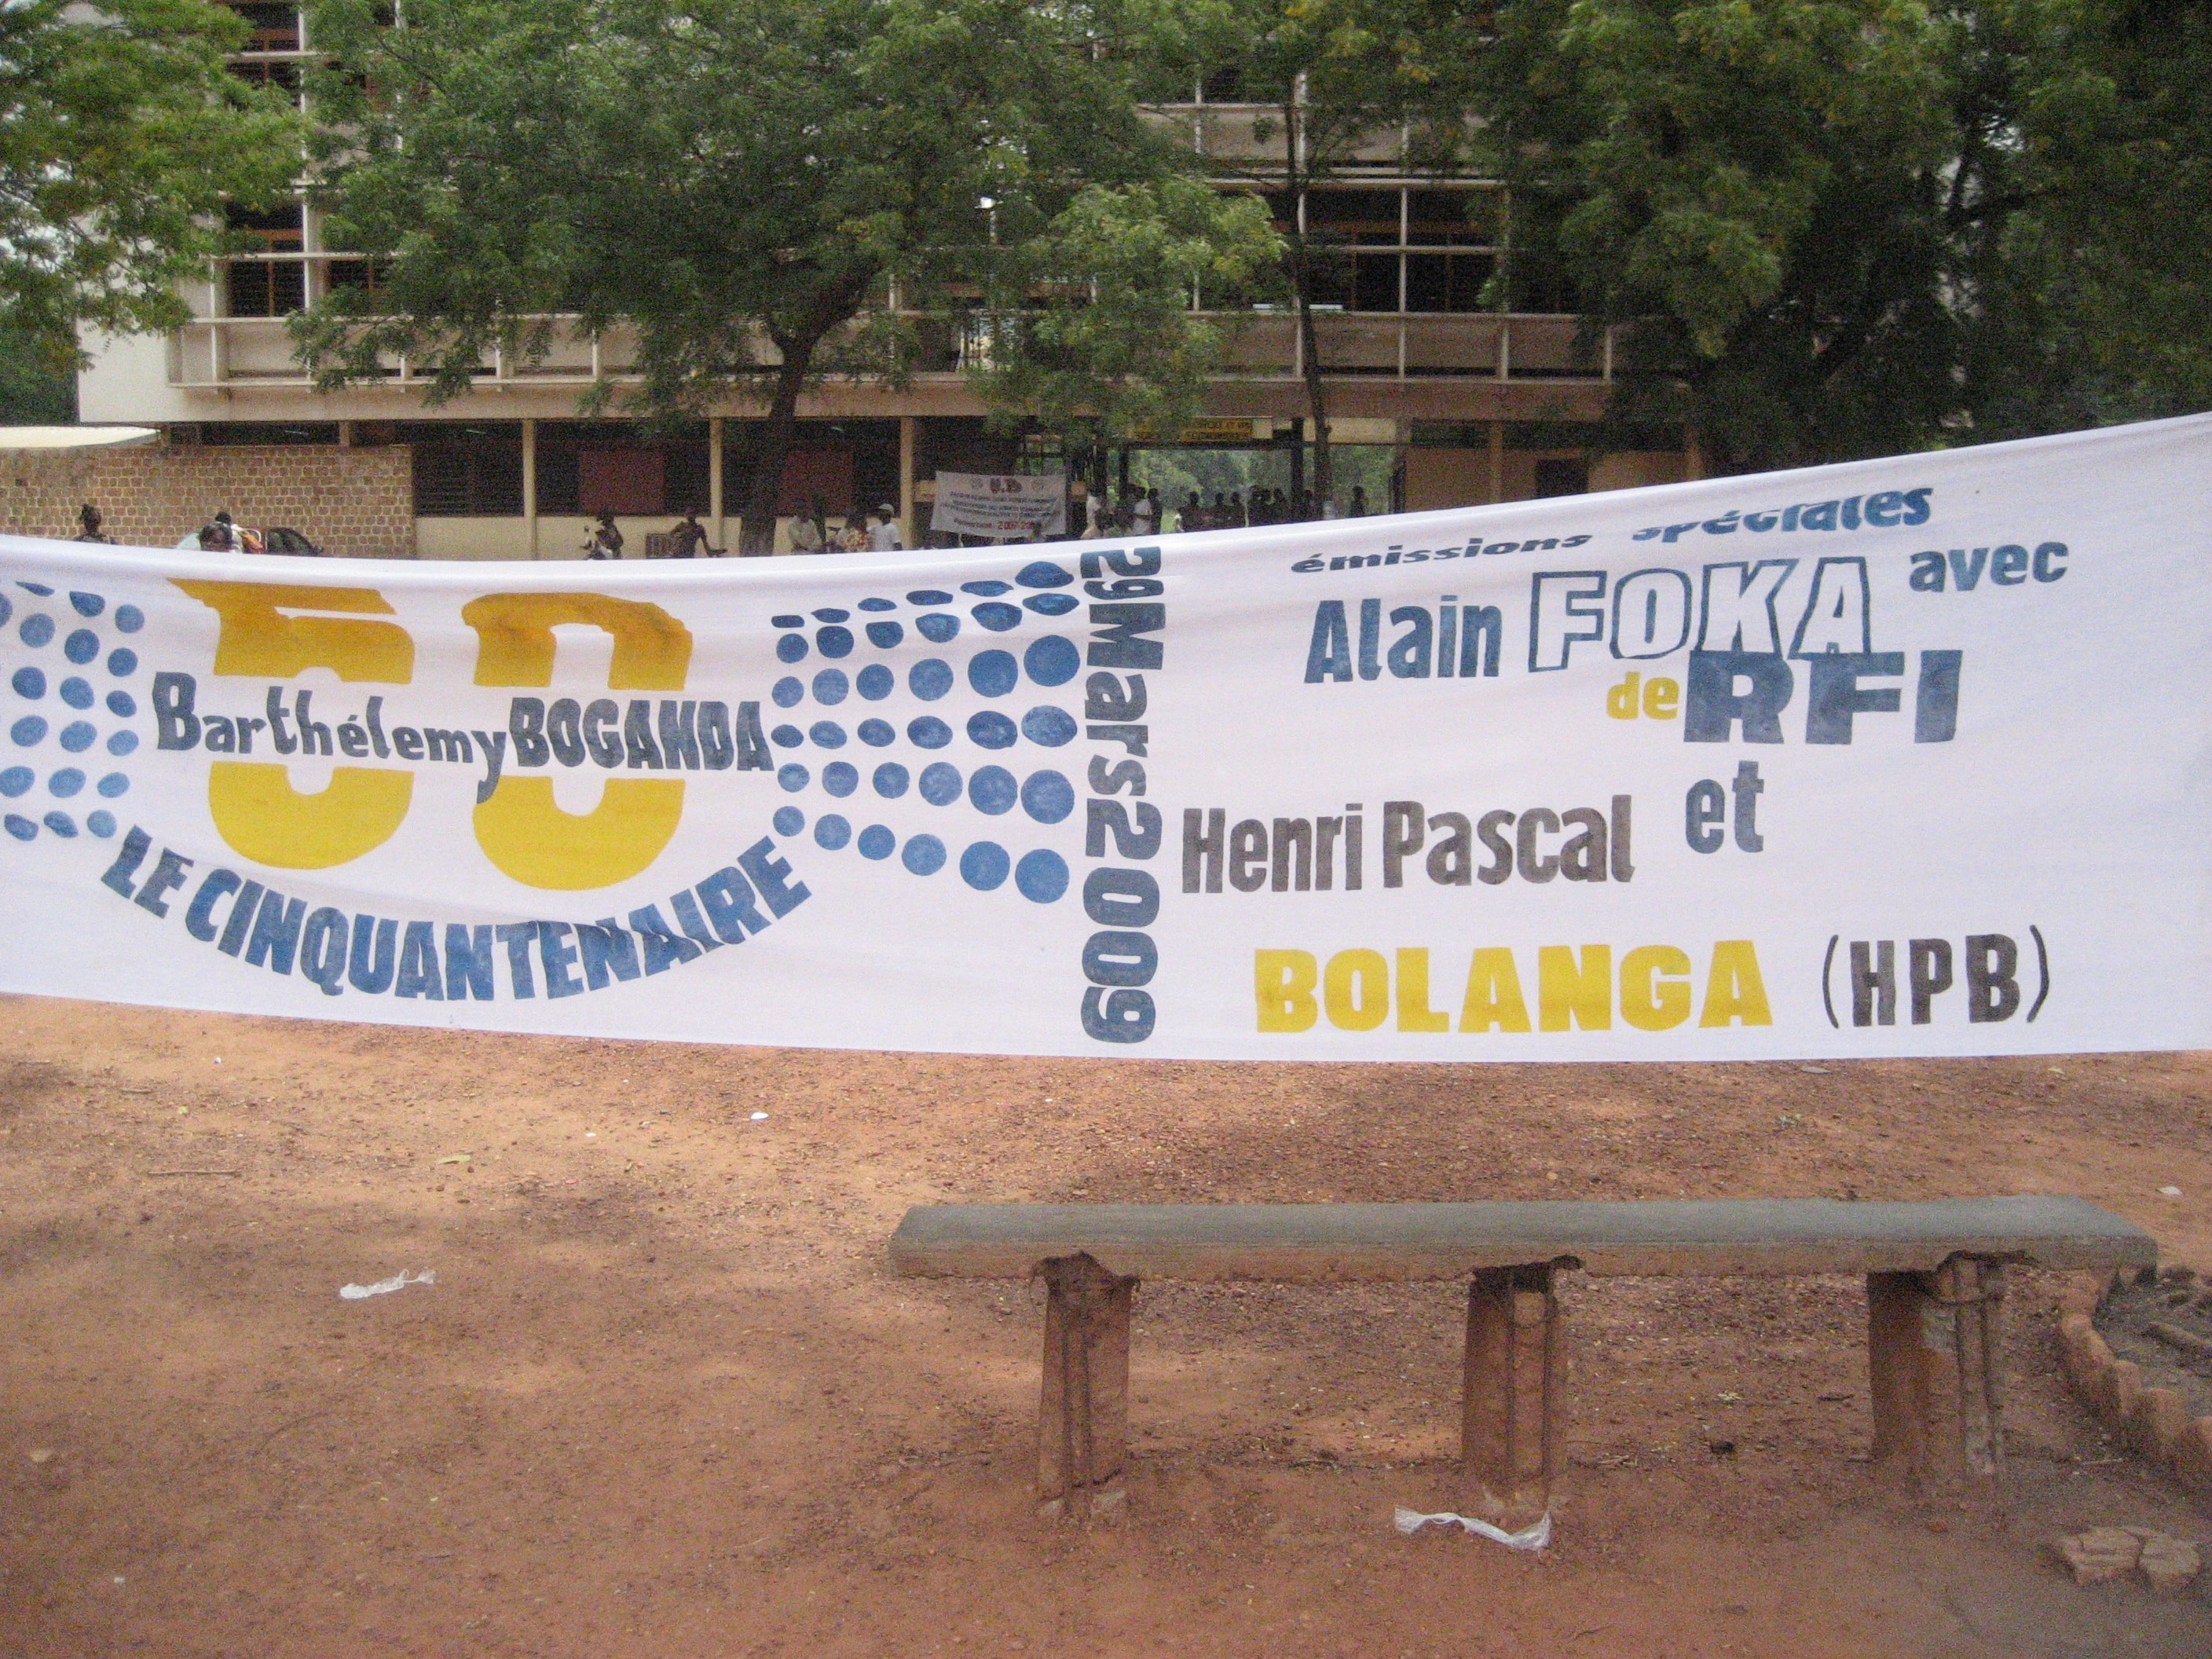 50
Barthélemy BOGANDA
LE CINQUANTENAIRE
29 Mars 2009
émissions spéciales
avec
Alain FOKA
de RFI
et
Henri Pascal
BOLANGA (HPB)